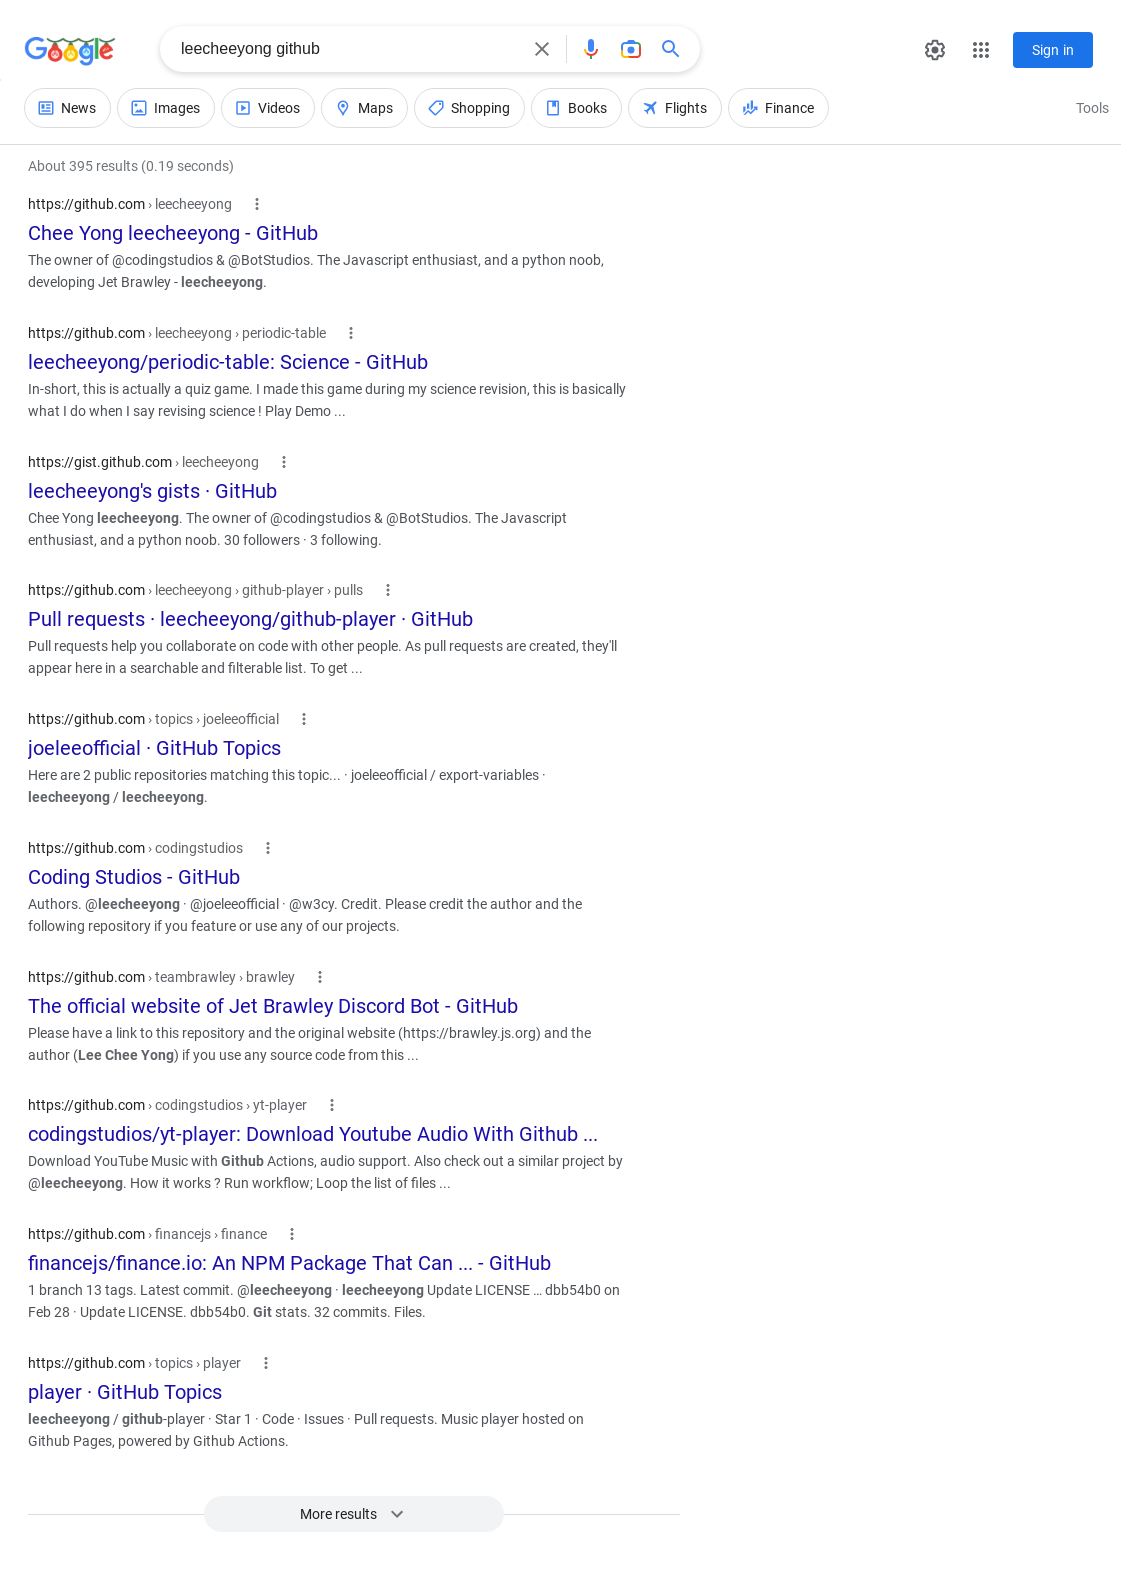 Google
leecheeyong github
Sign in
News Images Videos Maps Shopping Books Flights Finance Tools
About 395 results (0.19 seconds)
https://github.com › leecheeyong
Chee Yong leecheeyong - GitHub
The owner of @codingstudios & @BotStudios. The Javascript enthusiast, and a python noob,
developing Jet Brawley - leecheeyong.
https://github.com › leecheeyong › periodic-table
leecheeyong/periodic-table: Science - GitHub
In-short, this is actually a quiz game. I made this game during my science revision, this is basically
what I do when I say revising science ! Play Demo ...
https://gist.github.com › leecheeyong
leecheeyong's gists · GitHub
Chee Yong leecheeyong. The owner of @codingstudios & @BotStudios. The Javascript
enthusiast, and a python noob. 30 followers · 3 following.
https://github.com › leecheeyong › github-player › pulls
Pull requests · leecheeyong/github-player · GitHub
Pull requests help you collaborate on code with other people. As pull requests are created, they'll
appear here in a searchable and filterable list. To get ...
https://github.com › topics › joeleeofficial
joeleeofficial · GitHub Topics
Here are 2 public repositories matching this topic... · joeleeofficial / export-variables ·
leecheeyong / leecheeyong.
https://github.com › codingstudios
Coding Studios - GitHub
Authors. @leecheeyong · @joeleeofficial · @w3cy. Credit. Please credit the author and the
following repository if you feature or use any of our projects.
https://github.com › teambrawley › brawley
The official website of Jet Brawley Discord Bot - GitHub
Please have a link to this repository and the original website (https://brawley.js.org) and the
author (Lee Chee Yong) if you use any source code from this ...
https://github.com › codingstudios › yt-player
codingstudios/yt-player: Download Youtube Audio With Github ...
Download YouTube Music with Github Actions, audio support. Also check out a similar project by
@leecheeyong. How it works ? Run workflow; Loop the list of files ...
https://github.com › financejs › finance
financejs/finance.io: An NPM Package That Can ... - GitHub
1 branch 13 tags. Latest commit. @leecheeyong · leecheeyong Update LICENSE … dbb54b0 on
Feb 28 · Update LICENSE. dbb54b0. Git stats. 32 commits. Files.
https://github.com › topics › player
player · GitHub Topics
leecheeyong / github-player · Star 1 · Code · Issues · Pull requests. Music player hosted on
Github Pages, powered by Github Actions.
More results